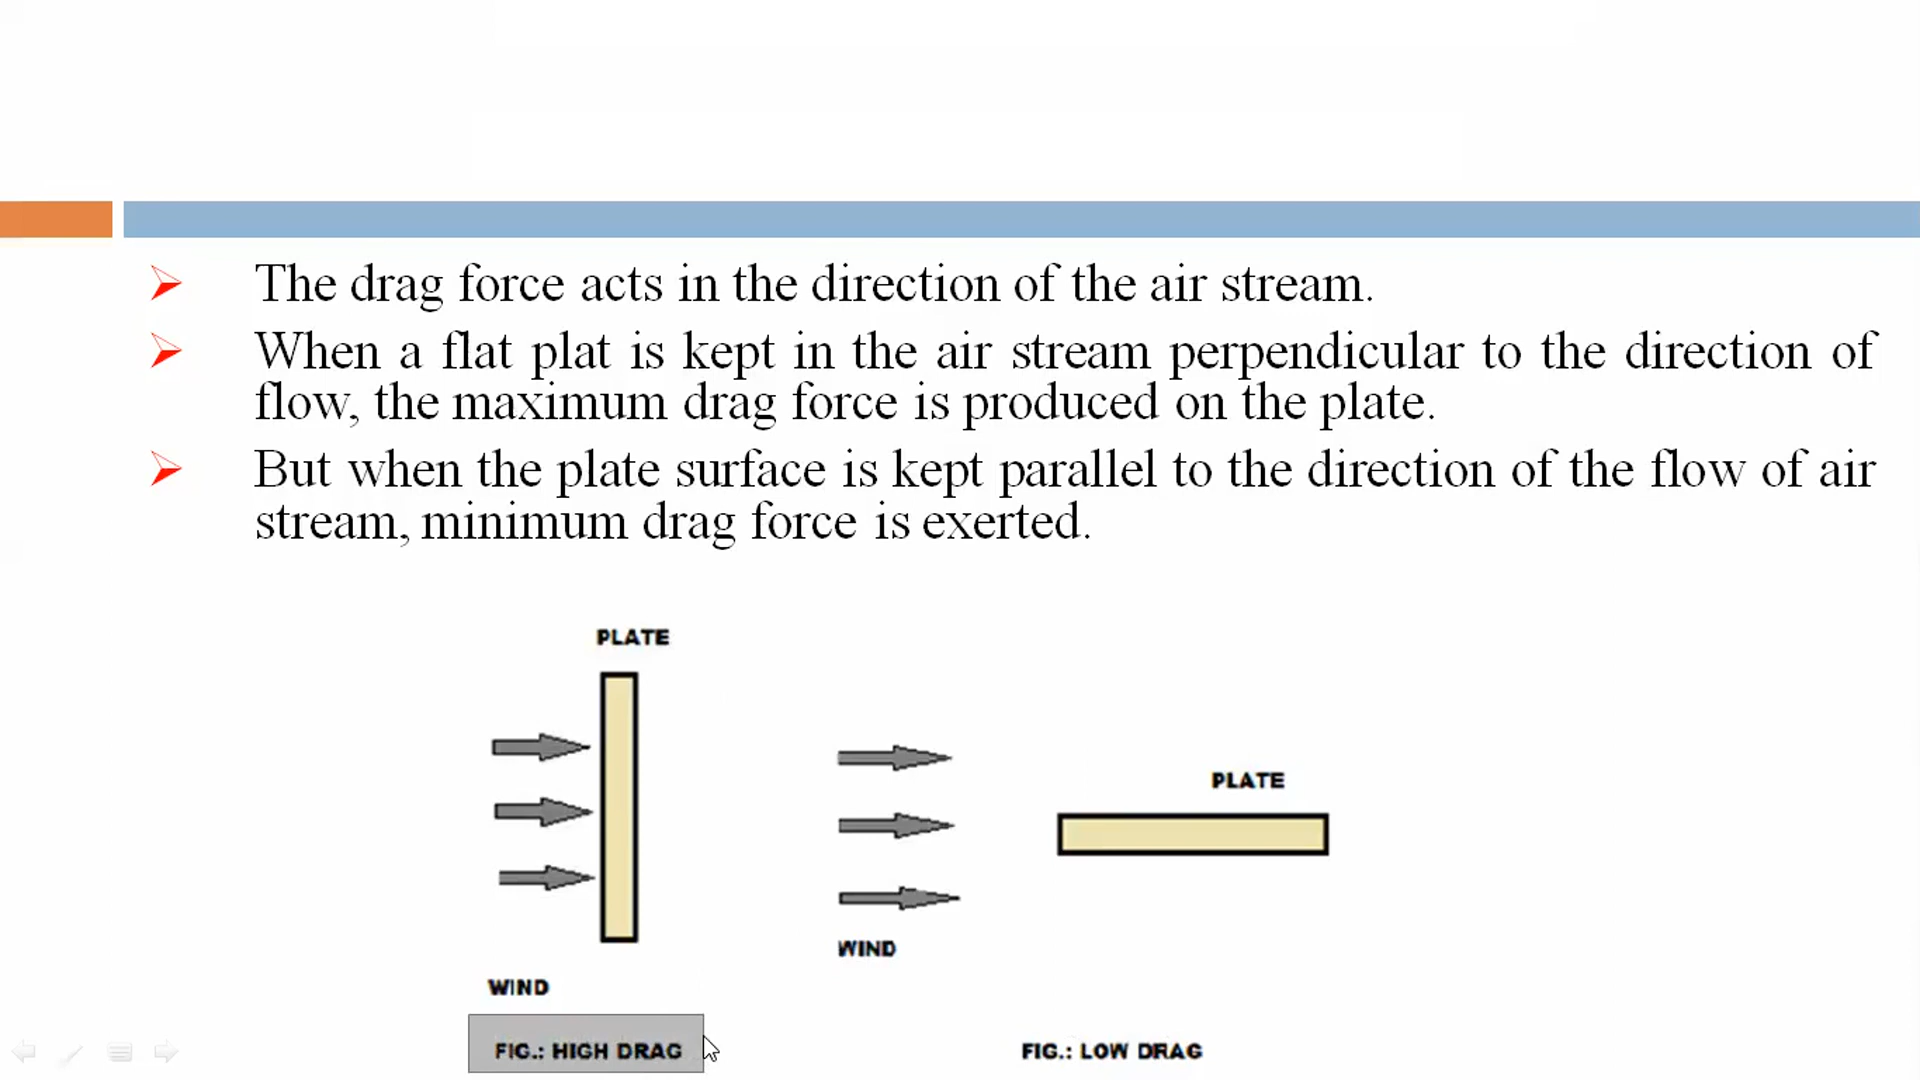 The drag force acts in the direction of the air stream.
When a flat plat is kept in the air stream perpendicular to the direction of
flow, the maximum drag force is produced on the plate.
But when the plate surface is kept parallel to the direction of the flow of air
stream, minimum drag force is exerted.
PLATE
WIND
FIG.: HIGH DRAG
PLATE
WIND
FIG.: LOW DRAG